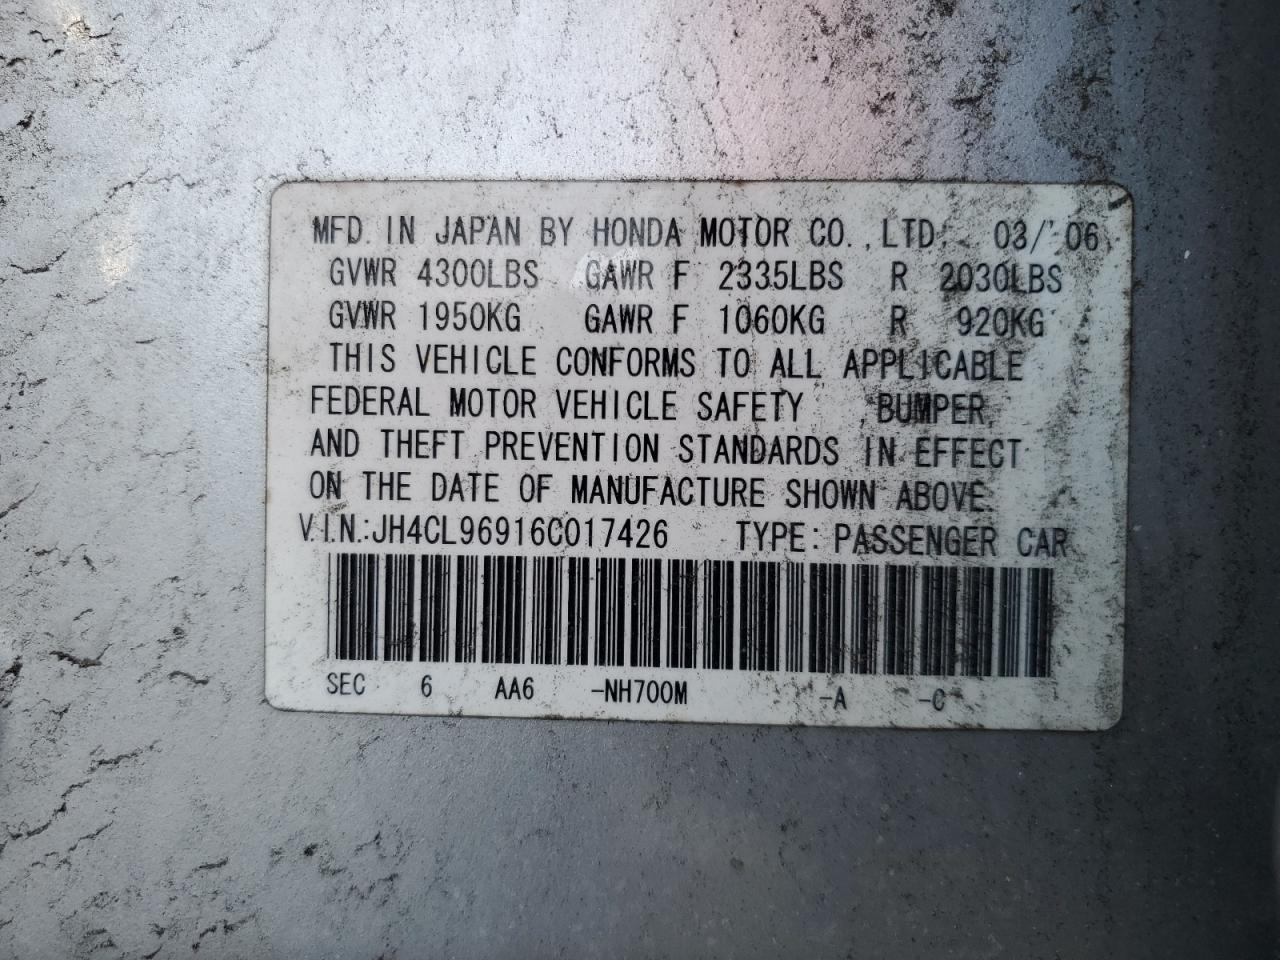 MFD. IN JAPAN BY HONDA MOTOR CO., LTD. 03/'06
GVWR 4300LBS GAWR F 2335LBS R 2030LBS
GVWR 1950KG GAWR F 1060KG R 920KG
THIS VEHICLE CONFORMS TO ALL APPLICABLE
FEDERAL MOTOR VEHICLE SAFETY , BUMPER,
AND THEFT PREVENTION STANDARDS IN EFFECT
ON THE DATE OF MANUFACTURE SHOWN ABOVE.
V.I.N.:JH4CL96916C017426 TYPE: PASSENGER CAR
SEC 6 AA6 -NH700M -A -C